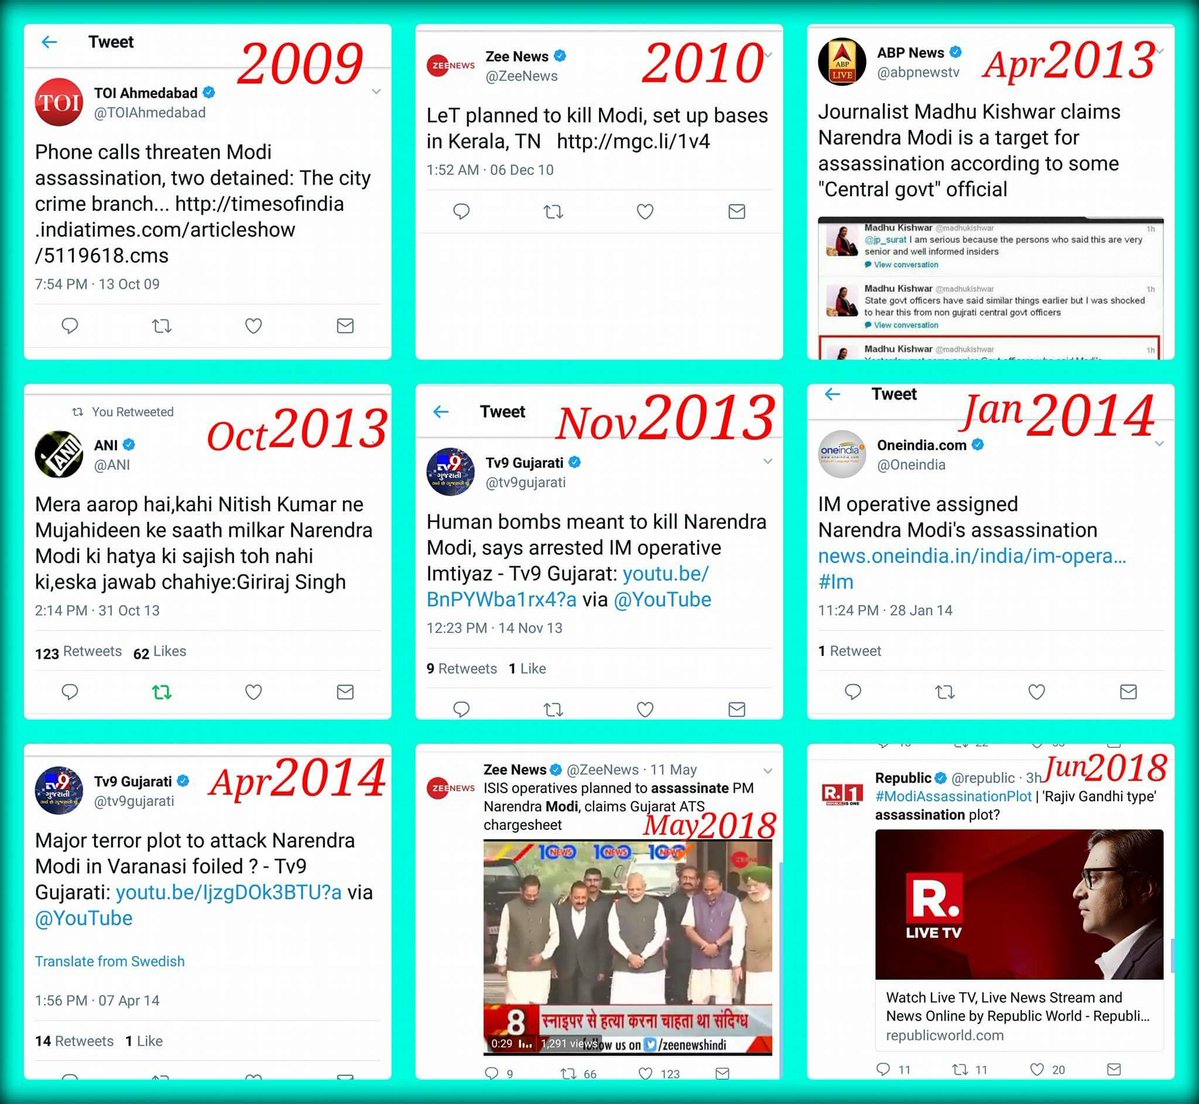 Tweet
2009
TOI
TOI Ahmedabad
@TOIAhmedabad
Phone calls threaten Modi
assassination, two detained: The city
crime branch... http://timesofindia
.indiatimes.com/articleshow
/5119618.cms
7:54 PM · 13 Oct 09
2010
ZEENEWS
Zee News
@ZeeNews
LeT planned to kill Modi, set up bases
in Kerala, TN http://mgc.li/1v4
1:52 AM · 06 Dec 10
Apr2013
ABP
LIVE
ABP News
@abpnewstv
Journalist Madhu Kishwar claims
Narendra Modi is a target for
assassination according to some
"Central govt" official
Madhu Kishwar @madhukishwar 1h
@jp_surat I am serious because the persons who said this are very
senior and well informed insiders
View conversation
Madhu Kishwar @madhukishwar 1h
State govt officers have said similar things earlier but I was shocked
to hear this from non gujrati central govt officers
View conversation
Madhu Kishwar @madhukishwar 1h
You Retweeted
Oct2013
ANI
ANI
@ANI
Mera aarop hai,kahi Nitish Kumar ne
Mujahideen ke saath milkar Narendra
Modi ki hatya ki sajish toh nahi
ki,eska jawab chahiye:Giriraj Singh
2:14 PM · 31 Oct 13
123 Retweets 62 Likes
Tweet
Nov2013
tv9
ગુજરાતી
Tv9 Gujarati
@tv9gujarati
Human bombs meant to kill Narendra
Modi, says arrested IM operative
Imtiyaz - Tv9 Gujarat: youtu.be/
BnPYWba1rx4?a via @YouTube
12:23 PM · 14 Nov 13
9 Retweets 1 Like
Tweet
Jan2014
oneindia
Oneindia.com
@Oneindia
IM operative assigned
Narendra Modi's assassination
news.oneindia.in/india/im-opera...
#Im
11:24 PM · 28 Jan 14
1 Retweet
Apr2014
tv9
ગુજરાતી
Tv9 Gujarati
@tv9gujarati
Major terror plot to attack Narendra
Modi in Varanasi foiled ? - Tv9
Gujarati: youtu.be/IjzgDOk3BTU?a via
@YouTube
Translate from Swedish
1:56 PM · 07 Apr 14
14 Retweets 1 Like
ZEENEWS
Zee News @ZeeNews · 11 May
ISIS operatives planned to assassinate PM
Narendra Modi, claims Gujarat ATS
chargesheet
May2018
100 NEWS 100 NEWS 100
8 स्नाइपर से हत्या करना चाहता था संदिग्ध
0:29 1,291 views
ow us on /zeenewshindi
9 66 123
Jun2018
R.1
Republic @republic · 3h
#ModiAssassinationPlot | 'Rajiv Gandhi type'
assassination plot?
R.
LIVE TV
Watch Live TV, Live News Stream and
News Online by Republic World - Republi...
republicworld.com
11 11 20